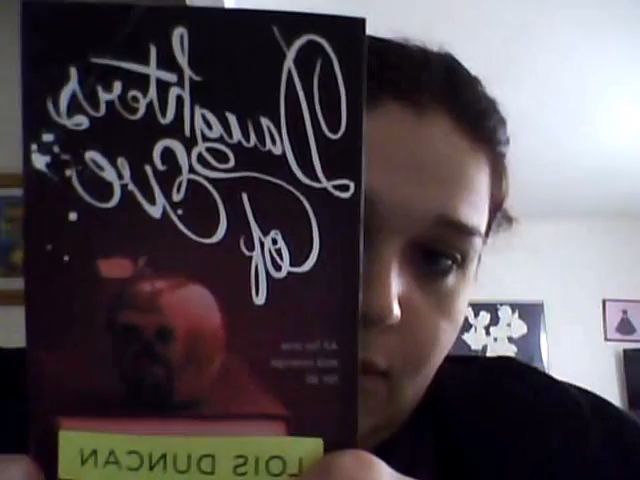 Daughters
of Eve
All for one
and revenge
for all
LOIS DUNCAN